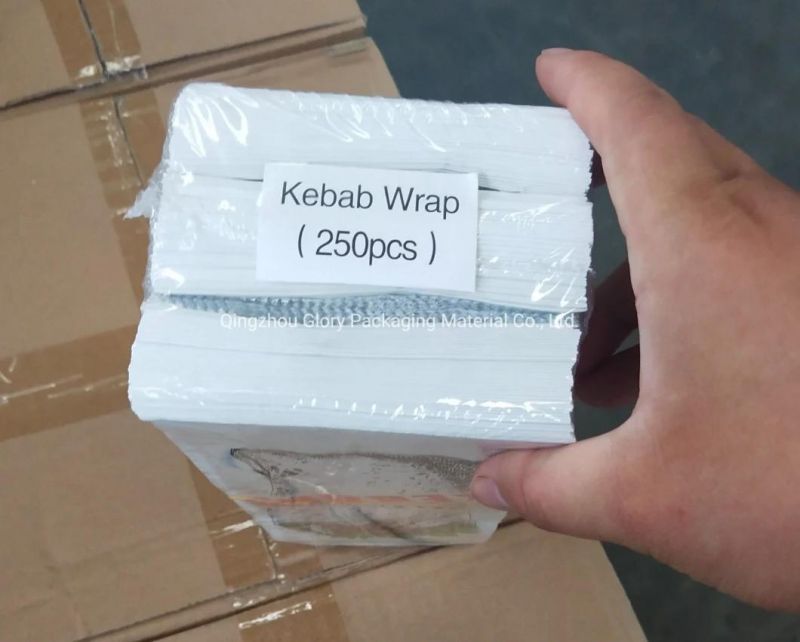 Kebab Wrap
( 250pcs )
Qingzhou Glory Packaging Material Co., Ltd.